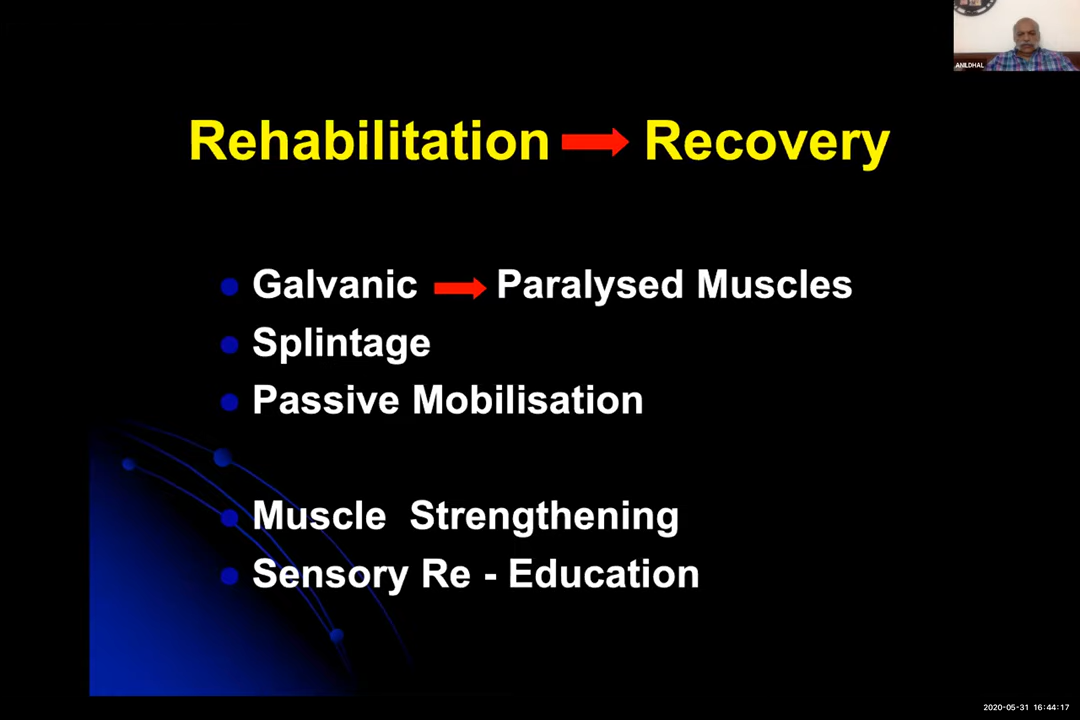 ANILDHAL
Rehabilitation Recovery
Galvanic Paralysed Muscles
Splintage
Passive Mobilisation
Muscle Strengthening
Sensory Re - Education
2020-05-31 16:44:17